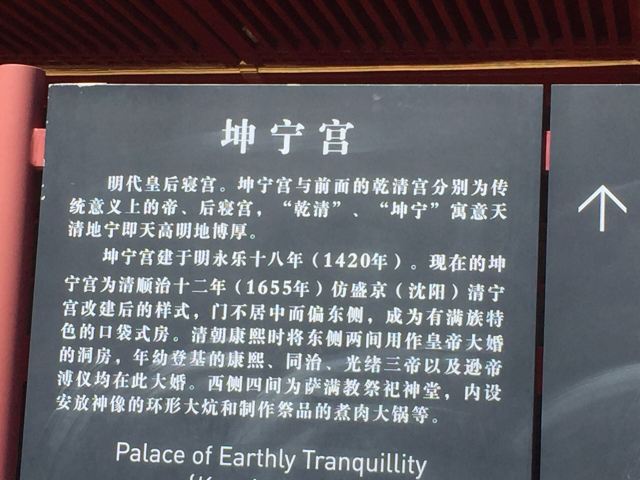 坤宁宫
明代皇后寝宫。坤宁宫与前面的乾清宫分别为传
统意义上的帝、后寝宫，“乾清”、“坤宁”寓意天
清地宁即天高明地博厚。
坤宁宫建于明永乐十八年（1420年）。现在的坤
宁宫为清顺治十二年（1655年）仿盛京（沈阳）清宁
宫改建后的样式，门不居中而偏东侧，成为有满族特
色的口袋式房。清朝康熙时将东侧两间用作皇帝大婚
的洞房，年幼登基的康熙、同治、光绪三帝以及逊帝
溥仪均在此大婚。西侧四间为萨满教祭祀神堂，内设
安放神像的环形大炕和制作祭品的煮肉大锅等。
Palace of Earthly Tranquillity